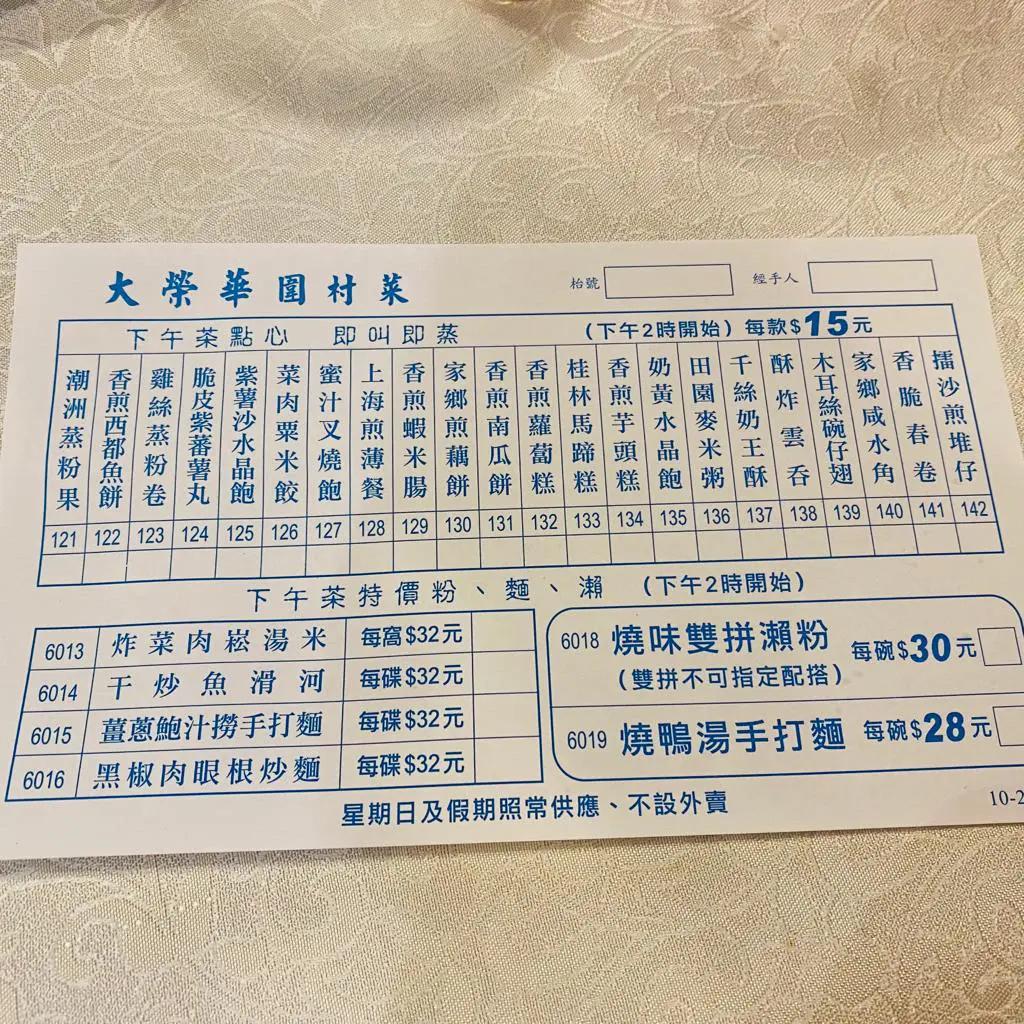 大榮華圍村菜
枱號
經手人
下午茶點心 即叫即蒸 (下午2時開始) 每款$15元
潮洲蒸粉果
香煎西都魚餅
雞絲蒸粉卷
脆皮紫蕃薯丸
紫薯沙水晶飽
菜肉粟米餃
蜜汁叉燒飽
上海煎薄餐
香煎蝦米腸
家鄉煎藕餅
香煎南瓜餅
香煎蘿蔔糕
桂林馬蹄糕
香煎芋頭糕
奶黃水晶飽
田園麥米粥
千絲奶王酥
酥炸雲吞
木耳絲碗仔翅
家鄉咸水角
香脆春卷
擂沙煎堆仔
121 122 123 124 125 126 127 128 129 130 131 132 133 134 135 136 137 138 139 140 141 142
下午茶特價粉、麵、瀨 (下午2時開始)
6013 炸菜肉崧湯米 每窩$32元
6014 干炒魚滑河 每碟$32元
6015 薑蔥鮑汁撈手打麵 每碟$32元
6016 黑椒肉眼根炒麵 每碟$32元
6018 燒味雙拼瀨粉 每碗$30元
(雙拼不可指定配搭)
6019 燒鴨湯手打麵 每碗$28元
星期日及假期照常供應、不設外賣
10-2